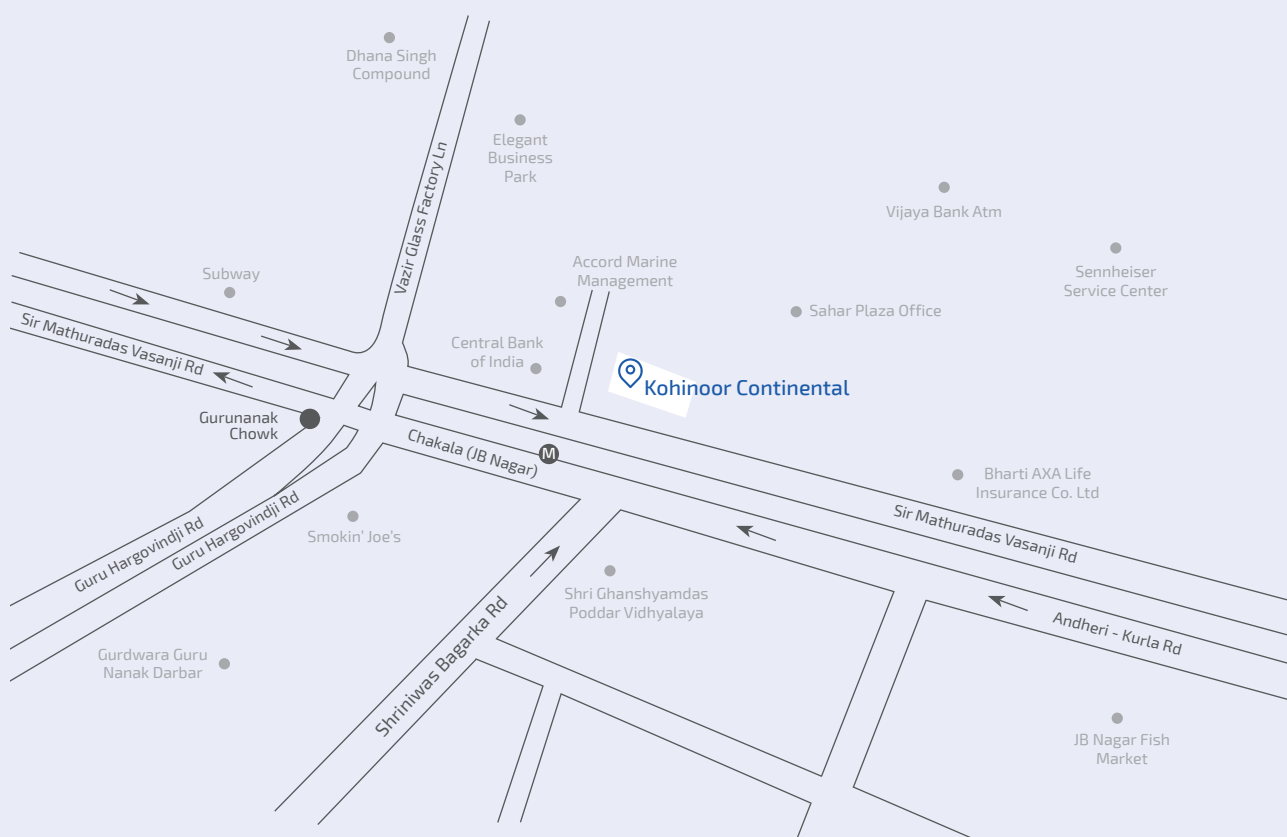 Dhana Singh
Compound
Elegant
Business
Park
Vazir Glass Factory Ln
Vijaya Bank Atm
Subway
Accord Marine
Management
Sennheiser
Service Center
Sahar Plaza Office
Sir Mathuradas Vasanji Rd
Central Bank
of India
Kohinoor Continental
Gurunanak
Chowk
Chakala (JB Nagar)
M
Bharti AXA Life
Insurance Co. Ltd
Sir Mathuradas Vasanji Rd
Guru Hargovindji Rd
Guru Hargovindji Rd
Smokin' Joe's
Shri Ghanshyamdas
Poddar Vidhyalaya
Andheri - Kurla Rd
Shriniwas Bagarka Rd
Gurdwara Guru
Nanak Darbar
JB Nagar Fish
Market